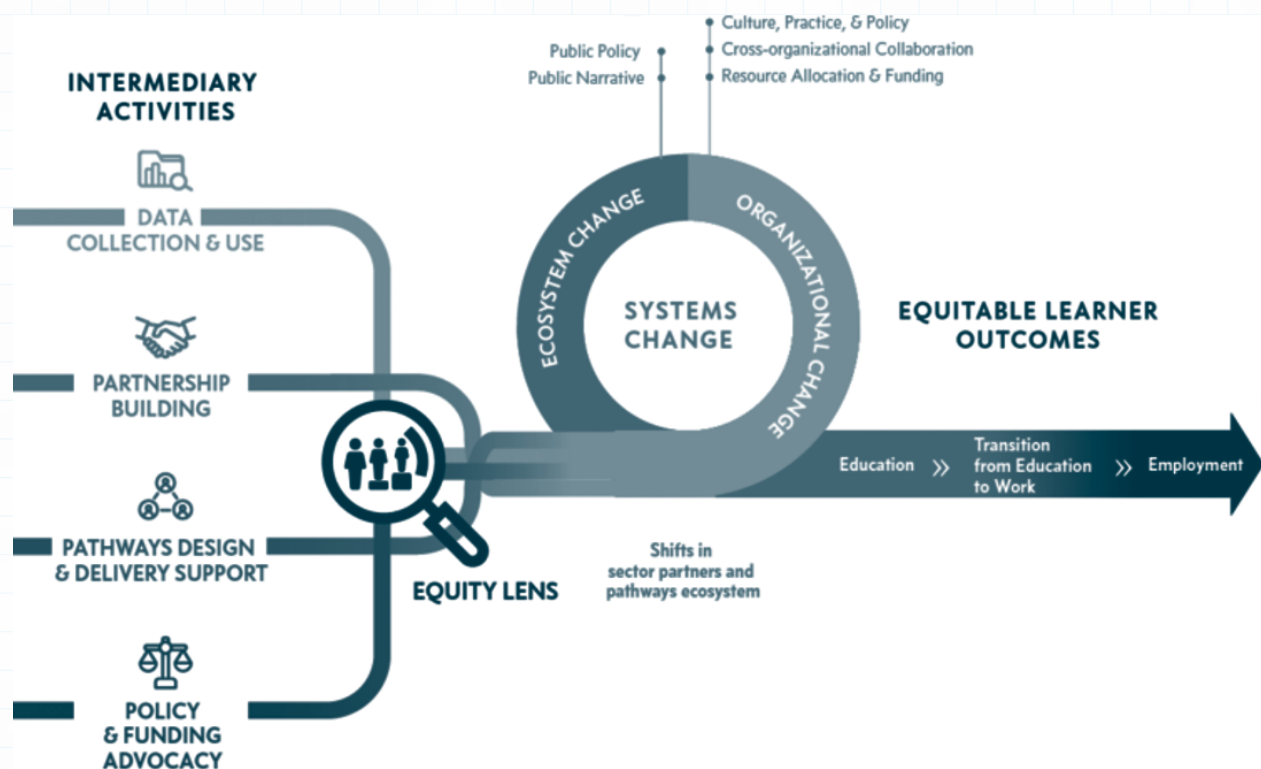 INTERMEDIARY
ACTIVITIES
DATA
COLLECTION & USE
PARTNERSHIP
BUILDING
PATHWAYS DESIGN
& DELIVERY SUPPORT
POLICY
& FUNDING
ADVOCACY
EQUITY LENS
Public Policy
Public Narrative
Culture, Practice, & Policy
Cross-organizational Collaboration
Resource Allocation & Funding
ECOSYSTEM CHANGE
ORGANIZATIONAL CHANGE
SYSTEMS
CHANGE
Shifts in
sector partners and
pathways ecosystem
EQUITABLE LEARNER
OUTCOMES
Education »
Transition
from Education
to Work
» Employment